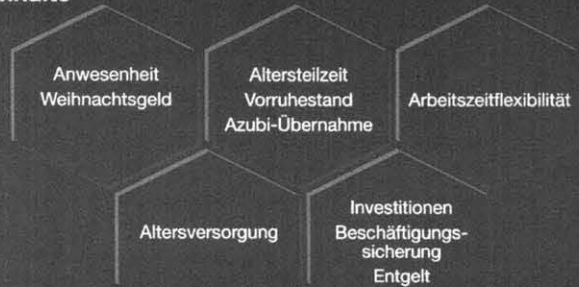 Anwesenheit
Weihnachtsgeld
Altersteilzeit
Vorruhestand
Azubi-Übernahme
Arbeitszeitflexibilität
Altersversorgung
Investitionen
Beschäftigungs-
sicherung
Entgelt